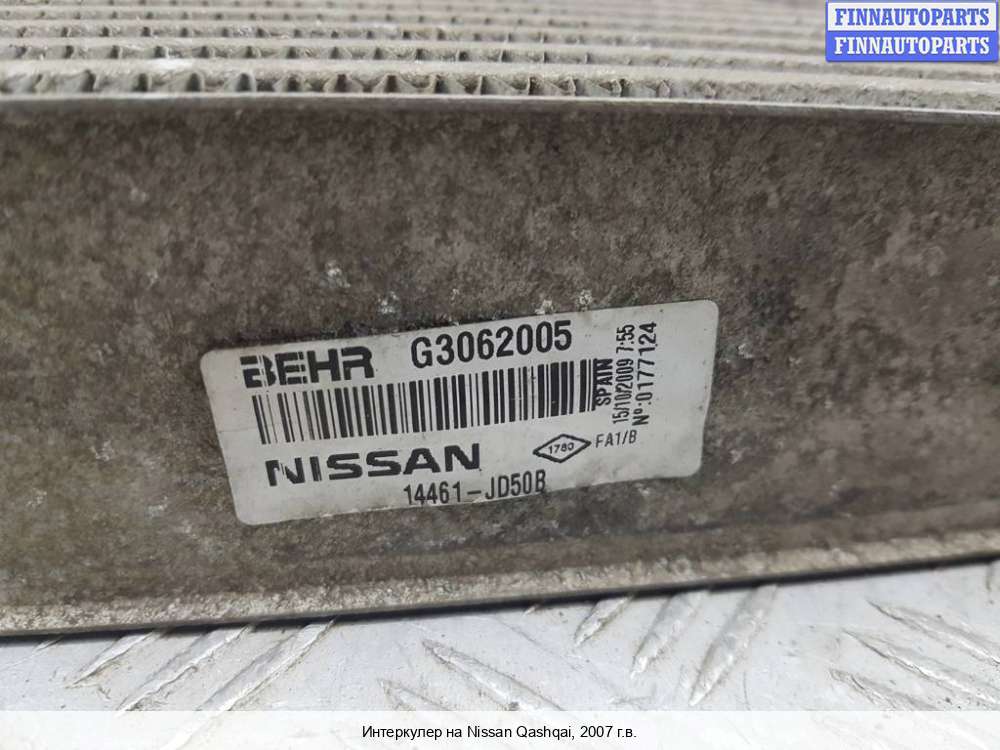 FINNAUTOPARTS
FINNAUTOPARTS
BEHR G3062005
SPAIN
15/10/2009 7:55
Nº:0177124
NISSAN
1780
FA1/B
14461-JD50B
Интеркулер на Nissan Qashqai, 2007 г.в.